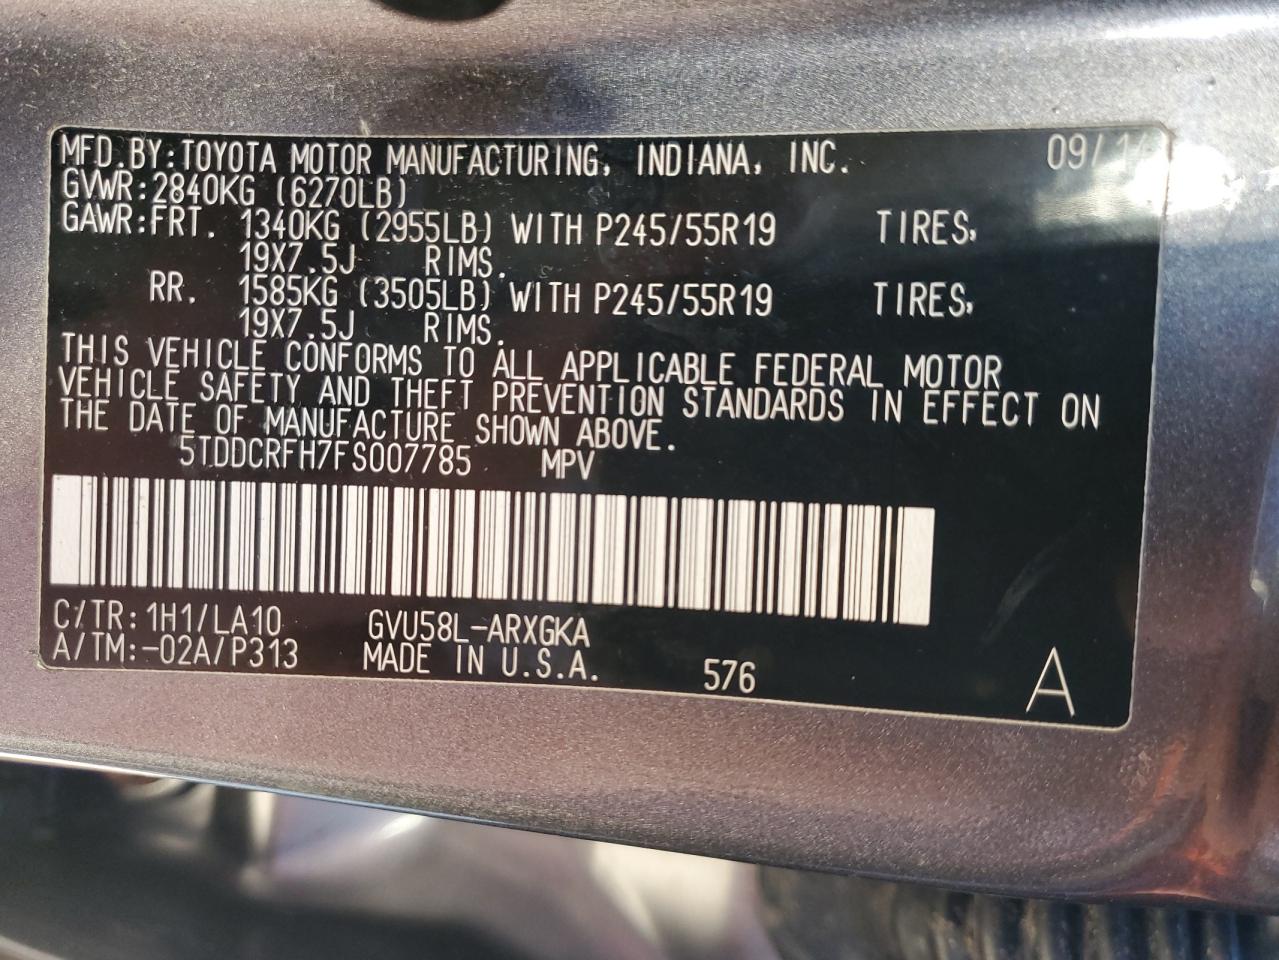 MFD.BY:TOYOTA MOTOR MANUFACTURING, INDIANA, INC. 09/14
GVWR:2840KG (6270LB)
GAWR:FRT. 1340KG (2955LB) WITH P245/55R19 TIRES,
19X7.5J RIMS.
RR. 1585KG (3505LB) WITH P245/55R19 TIRES,
19X7.5J RIMS.
THIS VEHICLE CONFORMS TO ALL APPLICABLE FEDERAL MOTOR
VEHICLE SAFETY AND THEFT PREVENTION STANDARDS IN EFFECT ON
THE DATE OF MANUFACTURE SHOWN ABOVE.
5TDDCRFH7FS007785 MPV
C/TR:1H1/LA10 GVU58L-ARXGKA
A/TM:-02A/P313 MADE IN U.S.A. 576 A